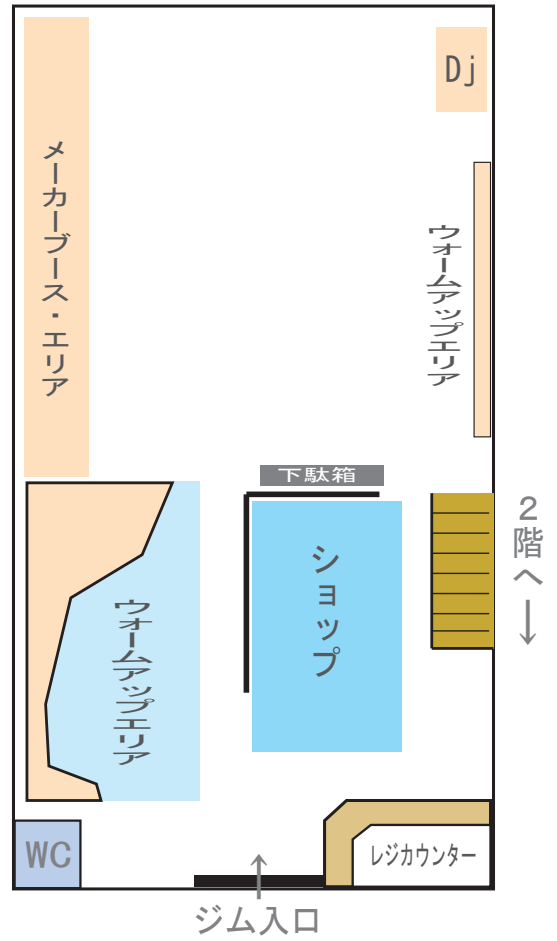 Dj
メーカーブース・エリア
ウォームアップエリア
下駄箱
2階へ↓
ショップ
ウォームアップエリア
WC
レジカウンター
↑
ジム入口